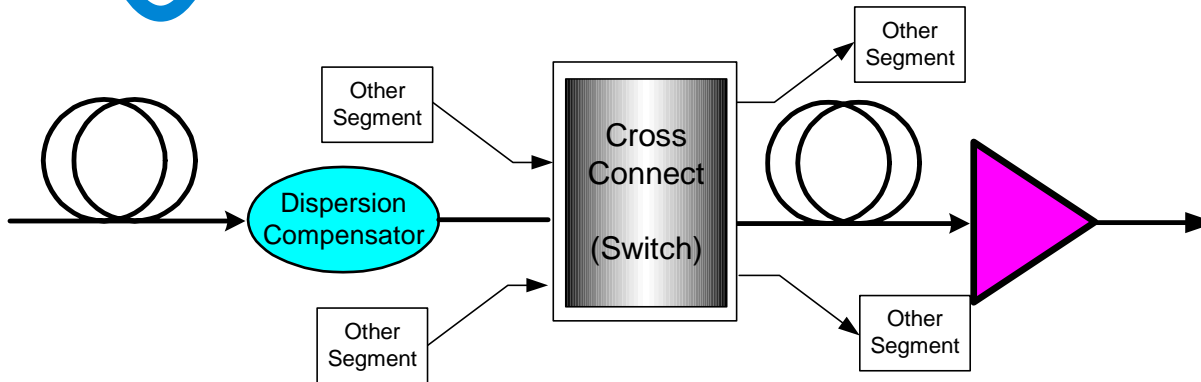 Other
Segment
Other
Segment
Dispersion
Compensator
Cross
Connect
(Switch)
Other
Segment
Other
Segment